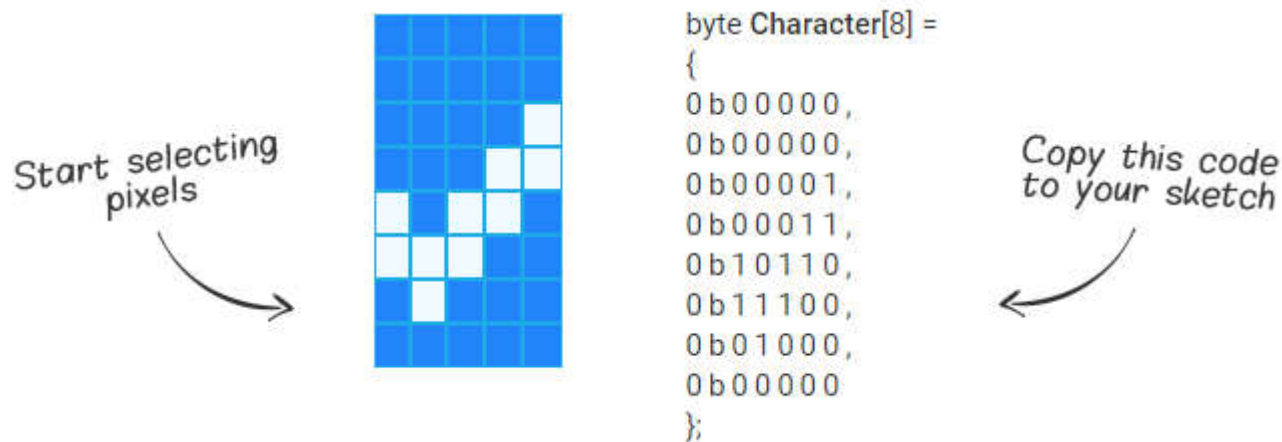 Start selecting
pixels
byte Character[8] =
{
0b00000,
0b00000,
0b00001,
0b00011,
0b10110,
0b11100,
0b01000,
0b00000
};
Copy this code
to your sketch